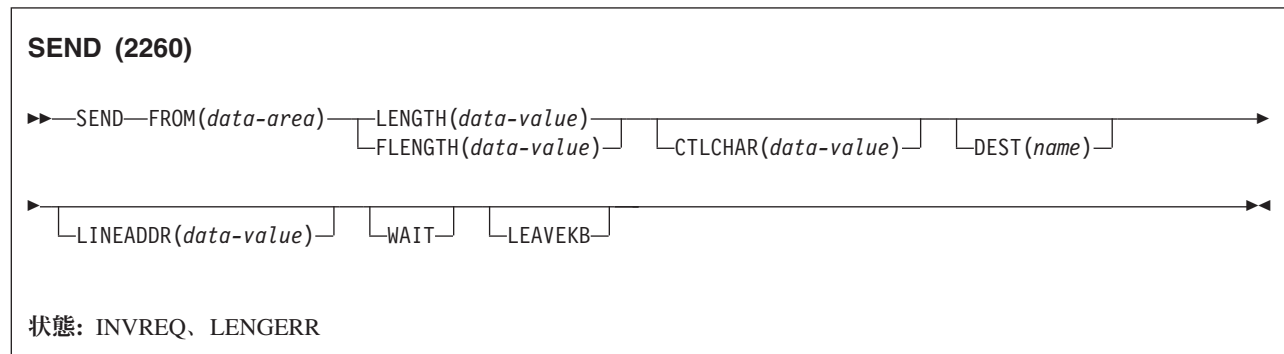 SEND (2260)
SEND FROM(data-area) LENGTH(data-value)
FLENGTH(data-value) CTLCHAR(data-value) DEST(name)
LINEADDR(data-value) WAIT LEAVEKB
状態: INVREQ、LENGERR